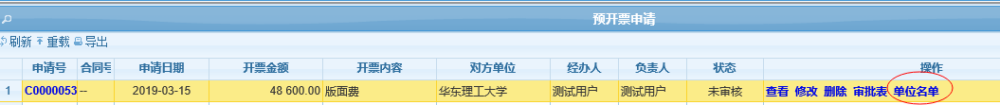 预开票申请
刷新 重载 导出
申请号 合同号 申请日期 开票金额 开票内容 对方单位 经办人 负责人 状态 操作
1 C0000053 -- 2019-03-15 48 600.00 版面费 华东理工大学 测试用户 测试用户 未审核 查看 修改 删除 审批表 单位名单